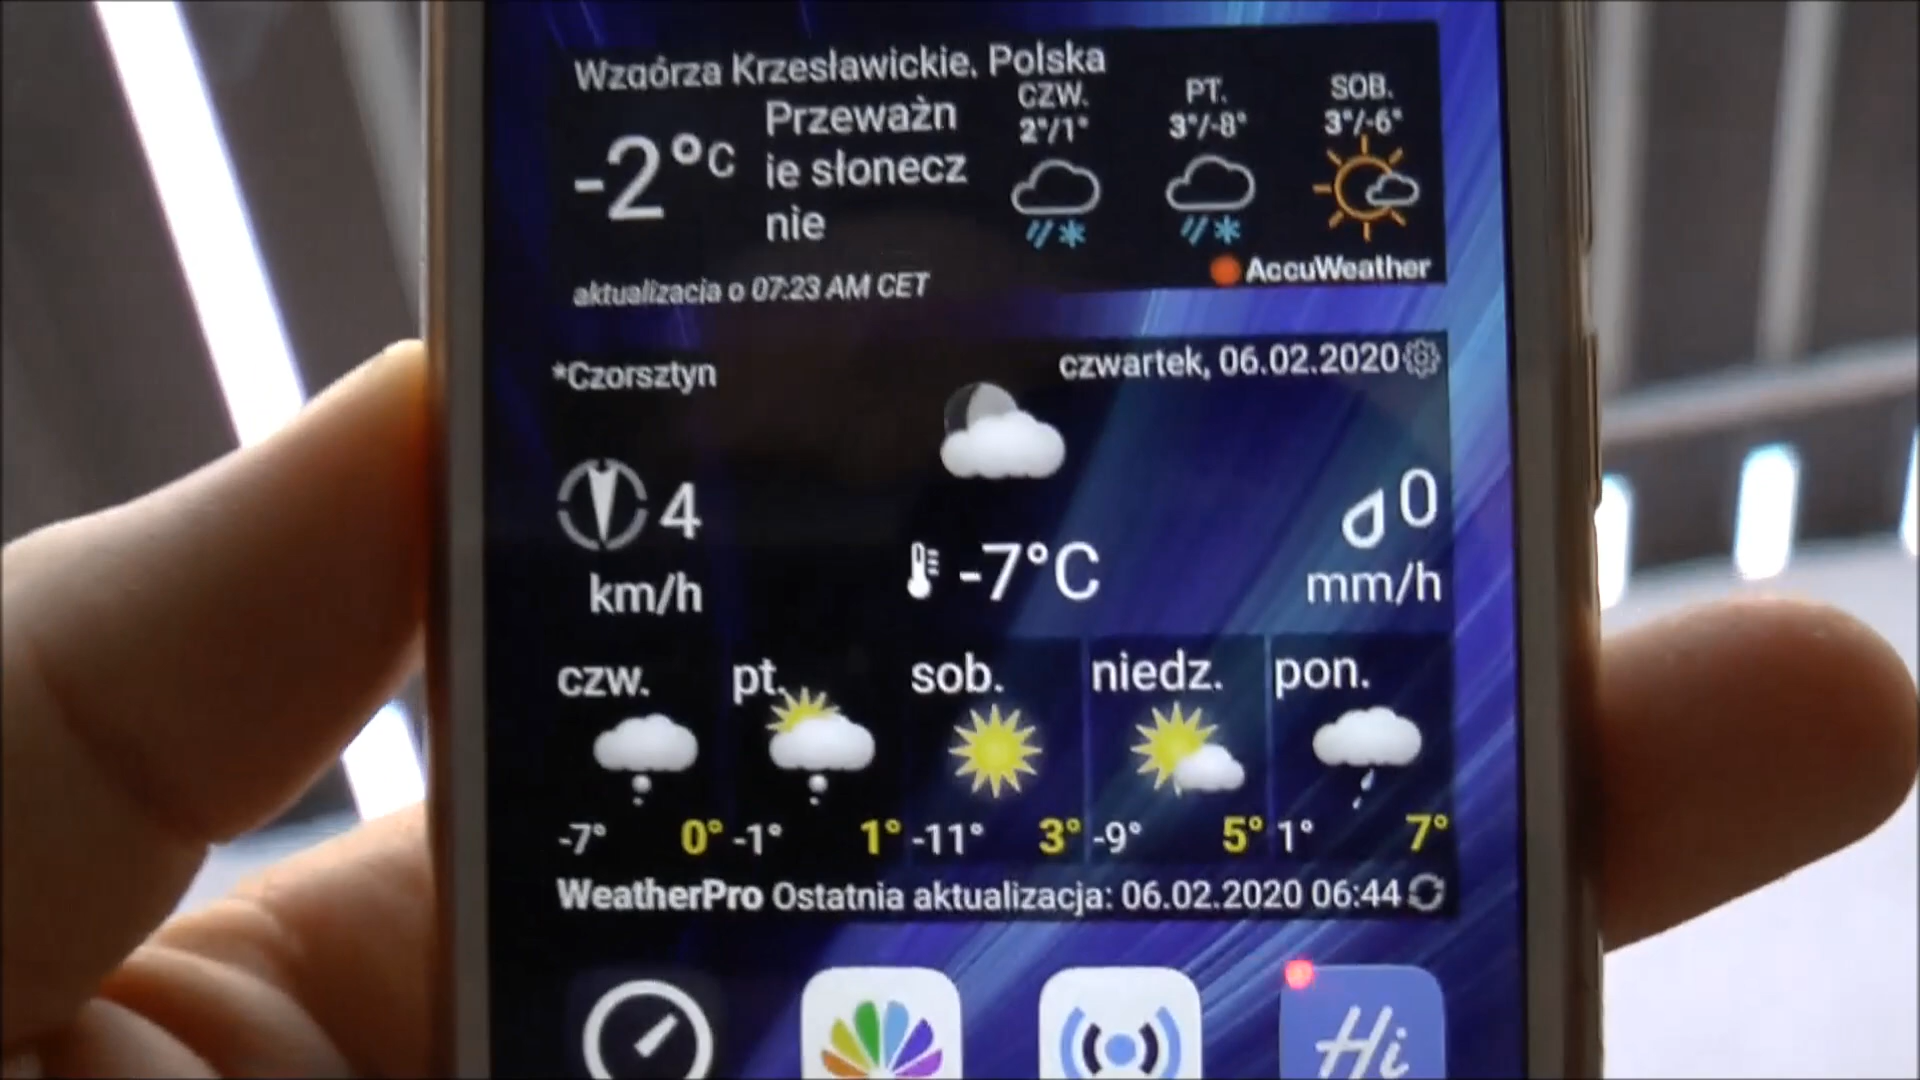 Wzgórza Krzesławickie, Polska
-2°C
Przeważn
ie słonecz
nie
CZW.
2°/1°
PT.
3°/-8°
SOB.
3°/-6°
AccuWeather
aktualizacja o 07:23 AM CET
*Czorsztyn
czwartek, 06.02.2020
4
km/h
-7°C
0
mm/h
czw.
pt.
sob.
niedz.
pon.
-7° 0° -1° 1° -11° 3° -9° 5° 1° 7°
WeatherPro Ostatnia aktualizacja: 06.02.2020 06:44
Hi